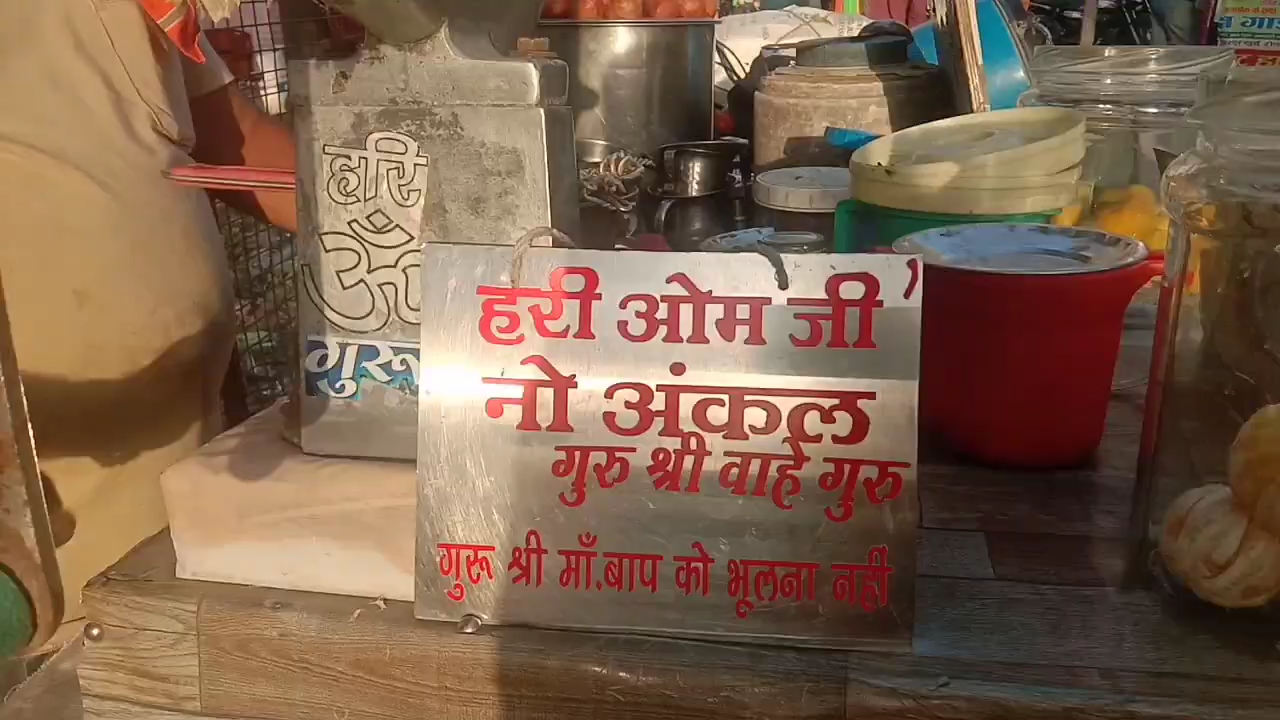 हरि
ॐ
गुरू
हरी ओम जी
नो अंकल
गुरु श्री वाहे गुरु
गुरू श्री माँ.बाप को भूलना नहीं